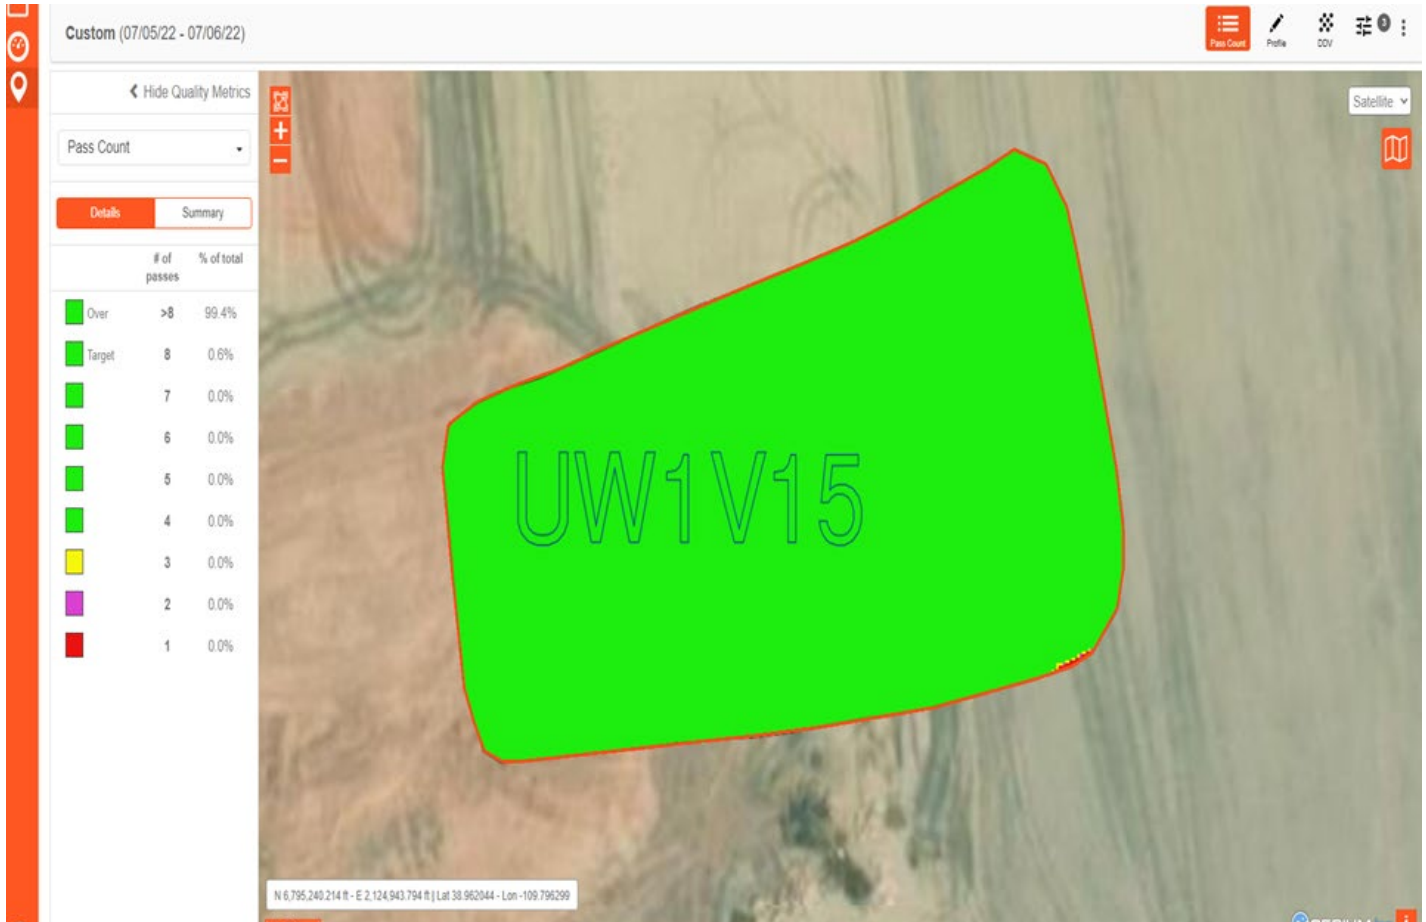 Custom (07/05/22 - 07/06/22)
Pass Count
Profile
3
Hide Quality Metrics
Satellite
Pass Count
Details Summary
# of passes % of total
Over >8 99.4%
Target 8 0.6%
7 0.0%
6 0.0%
5 0.0%
4 0.0%
3 0.0%
2 0.0%
1 0.0%
UW1V15
N 6,795,240.214 ft - E 2,124,943.794 ft | Lat 38.962044 - Lon -109.796299